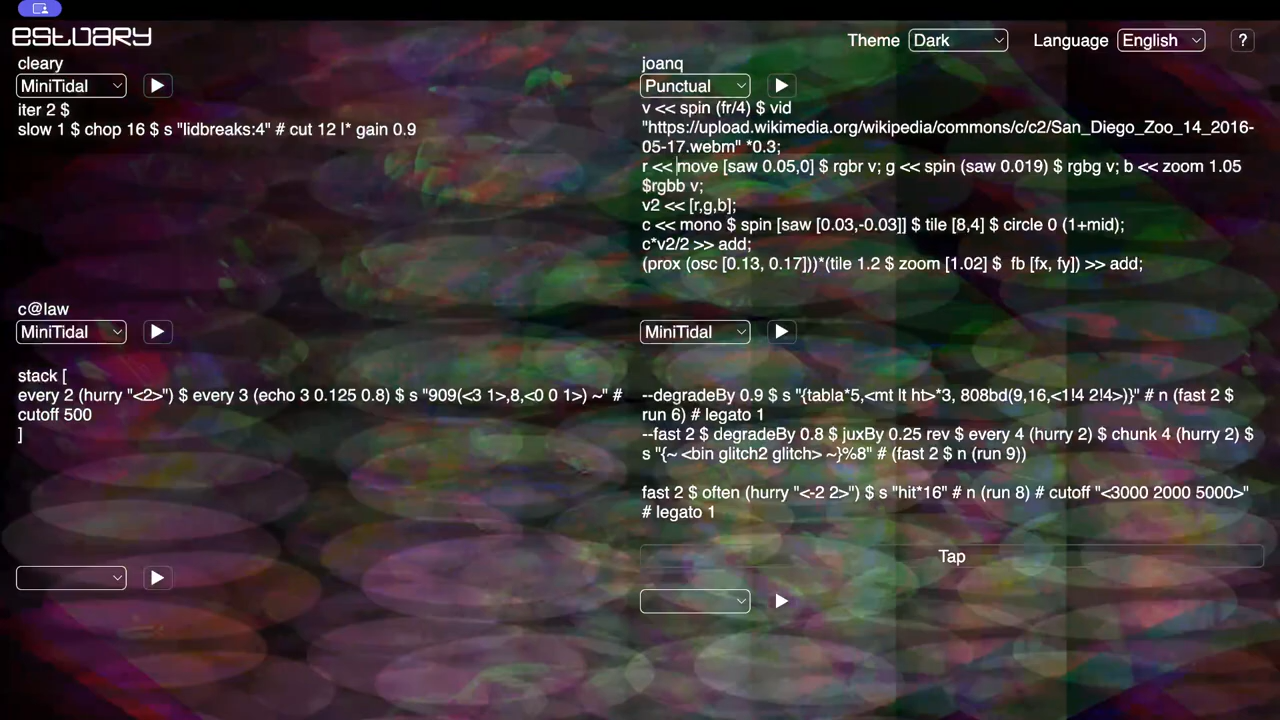 ESTUARY
Theme Dark Language English ?
cleary
MiniTidal
iter 2 $
slow 1 $ chop 16 $ s "lidbreaks:4" # cut 12 |* gain 0.9
joanq
Punctual
v << spin (fr/4) $ vid
"https://upload.wikimedia.org/wikipedia/commons/c/c2/San_Diego_Zoo_14_2016-
05-17.webm" *0.3;
r << move [saw 0.05,0] $ rgbr v; g << spin (saw 0.019) $ rgbg v; b << zoom 1.05
$rgbb v;
v2 << [r,g,b];
c << mono $ spin [saw [0.03,-0.03]] $ tile [8,4] $ circle 0 (1+mid);
c*v2/2 >> add;
(prox (osc [0.13, 0.17]))*(tile 1.2 $ zoom [1.02] $  fb [fx, fy]) >> add;
c@law
MiniTidal
stack [
every 2 (hurry "<2>") $ every 3 (echo 3 0.125 0.8) $ s "909(<3 1>,8,<0 0 1>) ~" #
cutoff 500
]
MiniTidal
--degradeBy 0.9 $ s "{tabla*5,<mt lt ht>*3, 808bd(9,16,<1!4 2!4>)}" # n (fast 2 $
run 6) # legato 1
--fast 2 $ degradeBy 0.8 $ juxBy 0.25 rev $ every 4 (hurry 2) $ chunk 4 (hurry 2) $
s "{~ <bin glitch2 glitch> ~}%8" # (fast 2 $ n (run 9))
fast 2 $ often (hurry "<-2 2>") $ s "hit*16" # n (run 8) # cutoff "<3000 2000 5000>"
# legato 1
Tap